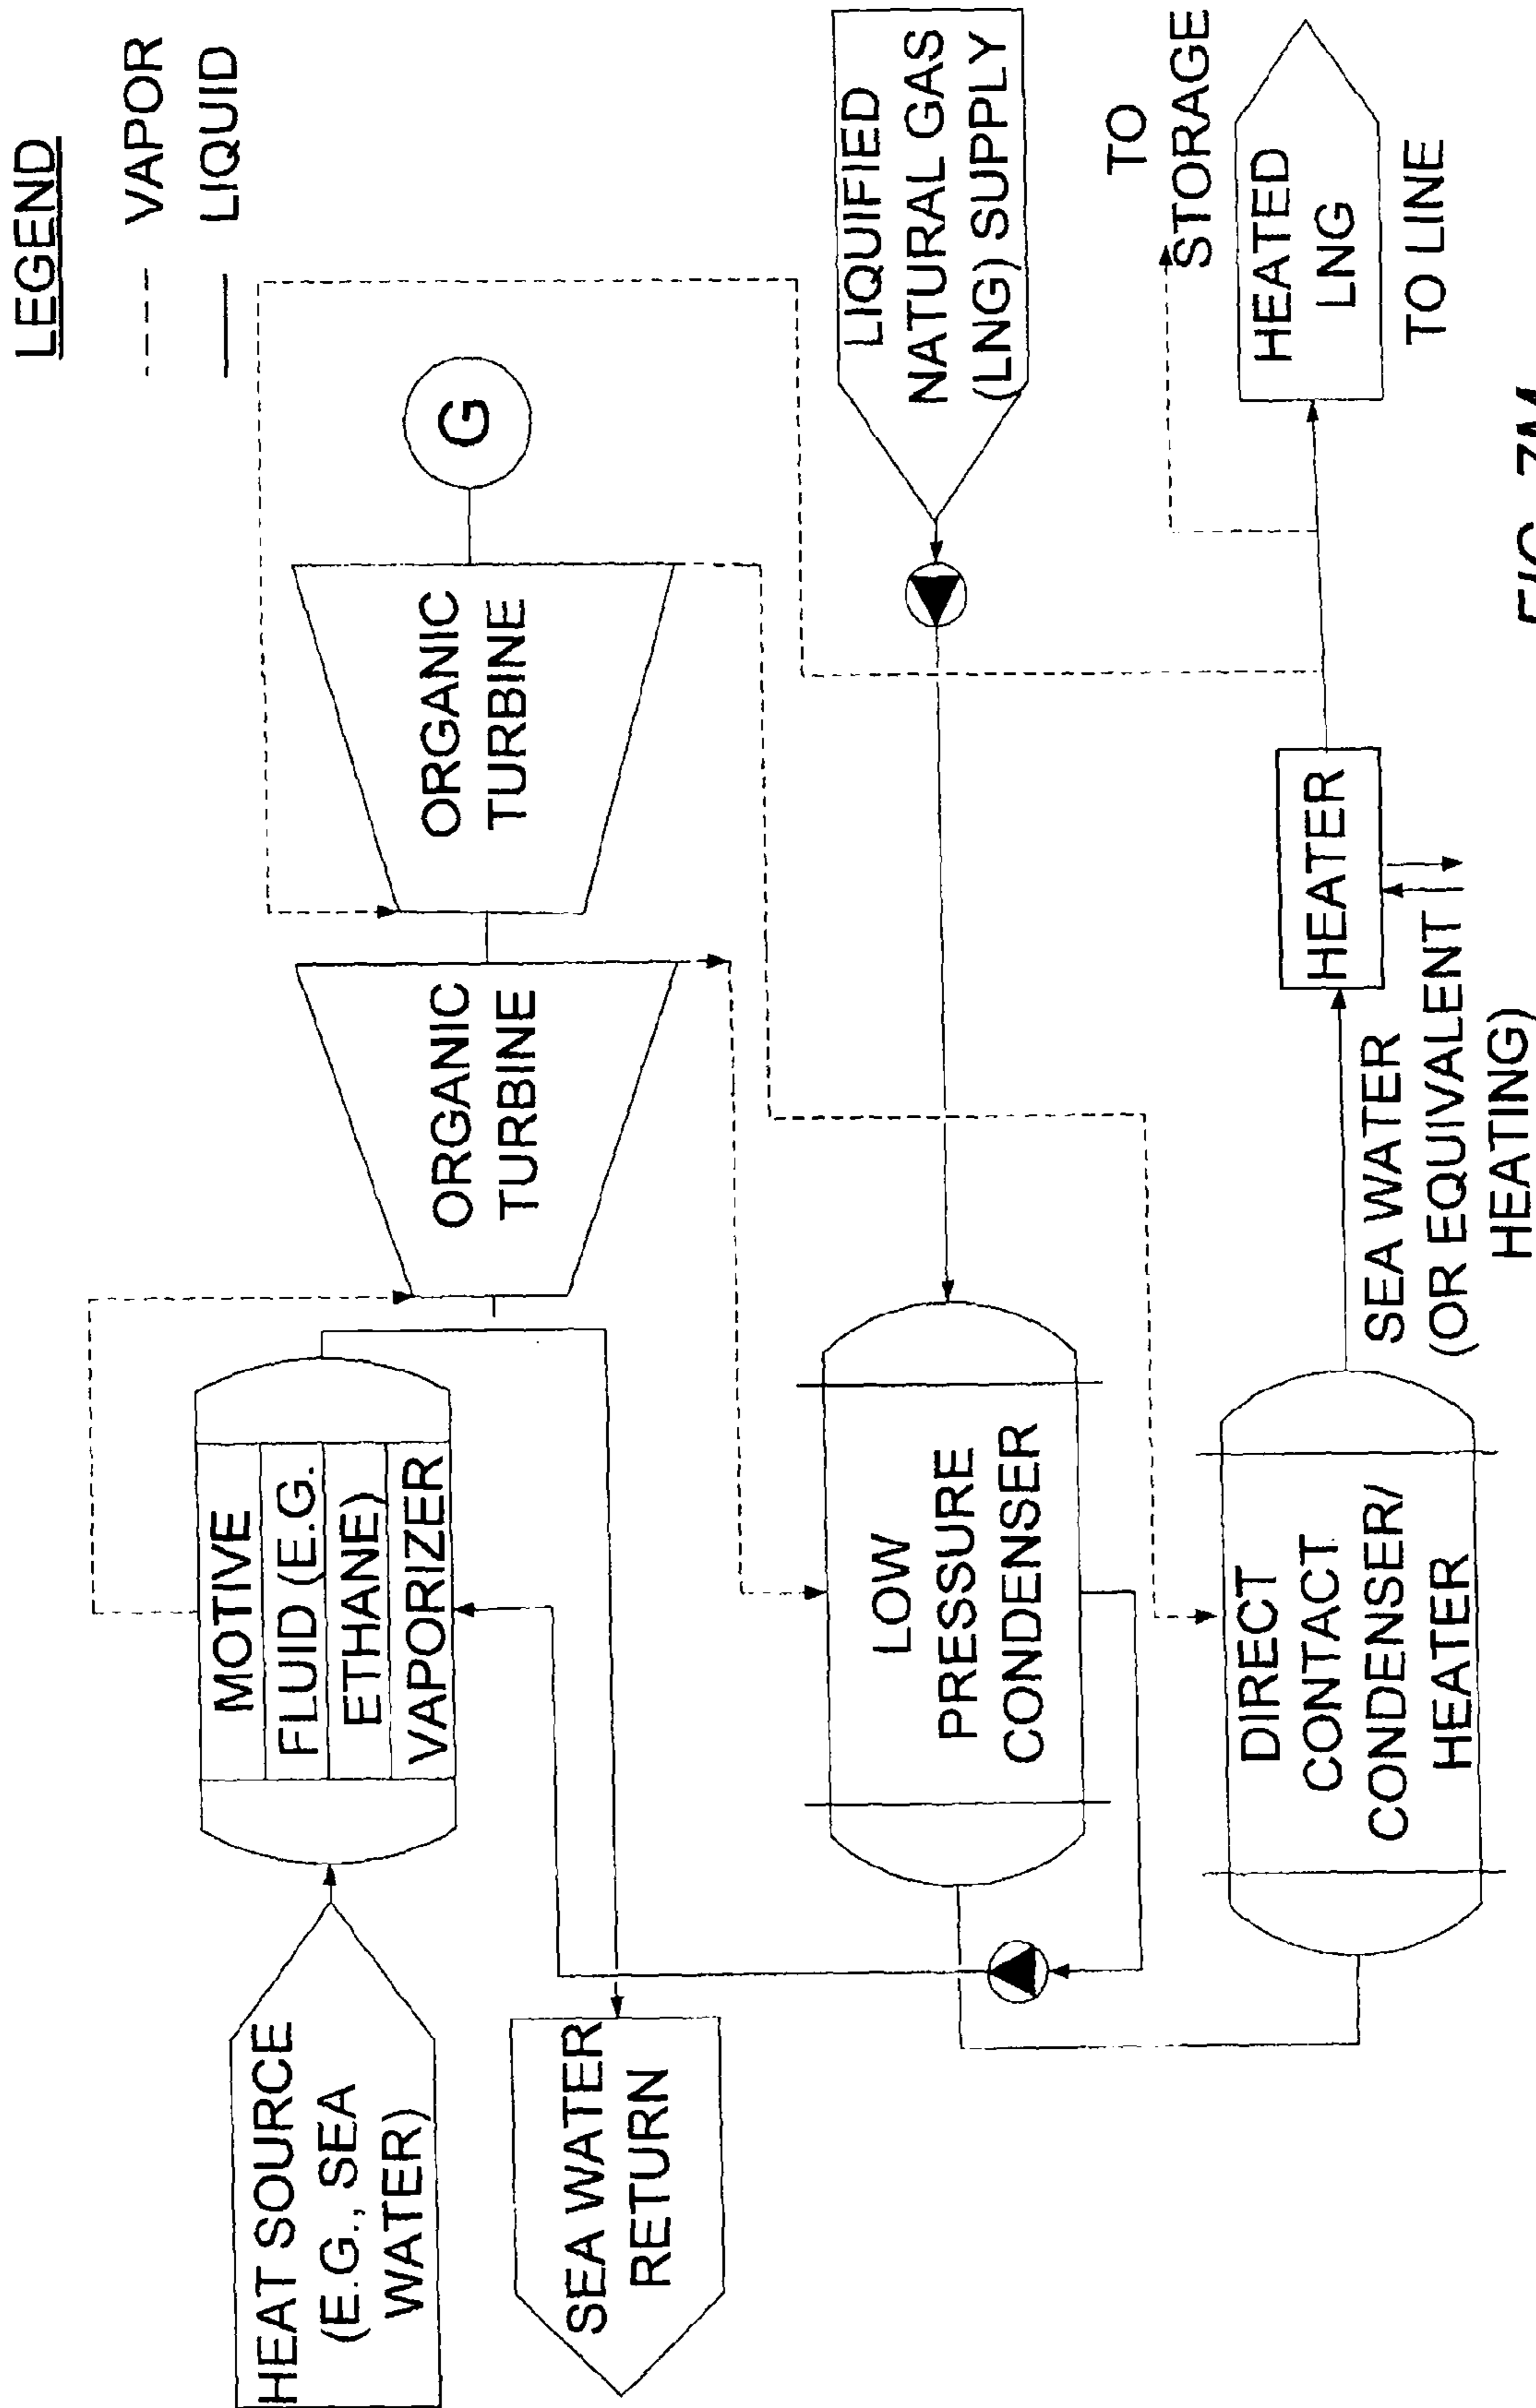 LEGEND
VAPOR
LIQUID
HEAT SOURCE
(E.G., SEA
WATER)
MOTIVE
FLUID (E.G.
ETHANE)
VAPORIZER
ORGANIC
TURBINE
ORGANIC
TURBINE
G
SEA WATER
RETURN
LOW
PRESSURE
CONDENSER
LIQUIFIED
NATURAL GAS
(LNG) SUPPLY
DIRECT
CONTACT
CONDENSER/
HEATER
HEATER
SEA WATER
(OR EQUIVALENT
HEATING)
TO
STORAGE
HEATED
LNG
TO LINE